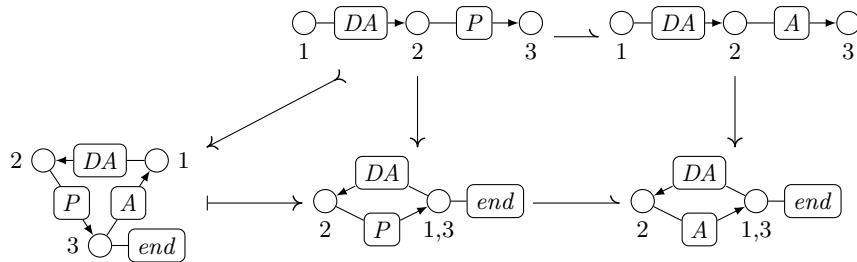 DA P DA A
1 2 3 1 2 3
2 DA 1 DA DA
P A end end
2 P 1,3 2 A 1,3
3 end